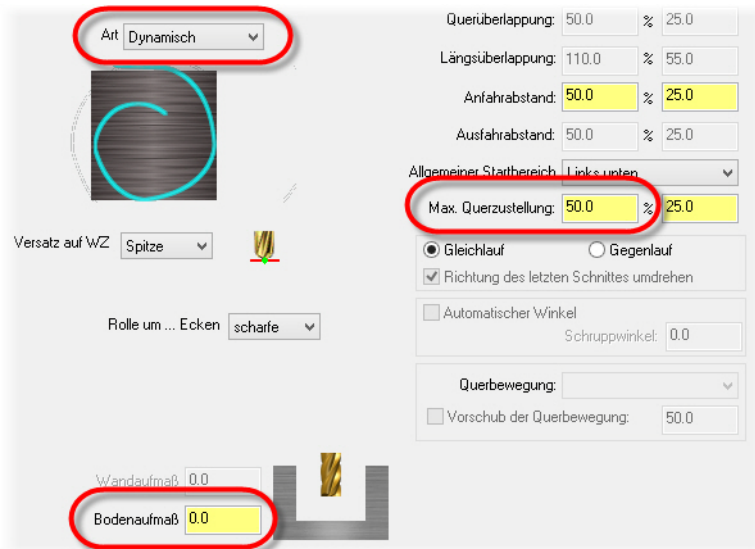 Art Dynamisch
Versatz auf WZ Spitze
Rolle um ... Ecken scharfe
Wandaufmaß 0.0
Bodenaufmaß 0.0
Querüberlappung: 50.0 % 25.0
Längsüberlappung: 110.0 % 55.0
Anfahrabstand: 50.0 % 25.0
Ausfahrabstand: 50.0 % 25.0
Allgemeiner Startbereich Links unten
Max. Querzustellung: 50.0 % 25.0
Gleichlauf Gegenlauf
Richtung des letzten Schnittes umdrehen
Automatischer Winkel
Schruppwinkel: 0.0
Querbewegung:
Vorschub der Querbewegung: 50.0